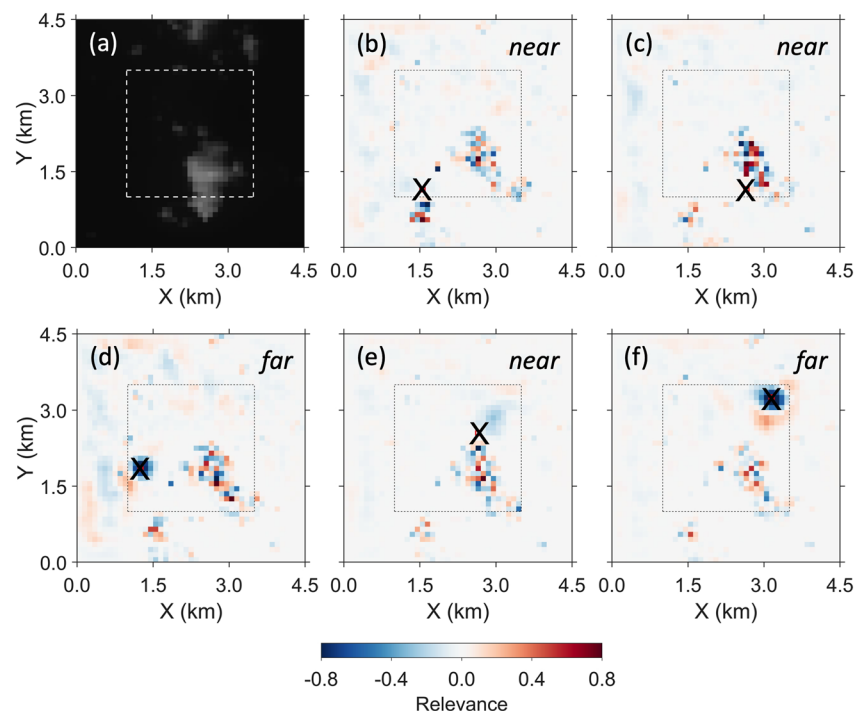 (a)
(b) near
(c) near
4.5
3.0
1.5
0.0
Y (km)
0.0 1.5 3.0 4.5
0.0 1.5 3.0 4.5
0.0 1.5 3.0 4.5
X (km)
X (km)
X (km)
X
X
(d) far
(e) near
(f) far
4.5
3.0
1.5
0.0
Y (km)
X
X
X
0.0 1.5 3.0 4.5
0.0 1.5 3.0 4.5
0.0 1.5 3.0 4.5
X (km)
X (km)
X (km)
-0.8 -0.4 0.0 0.4 0.8
Relevance